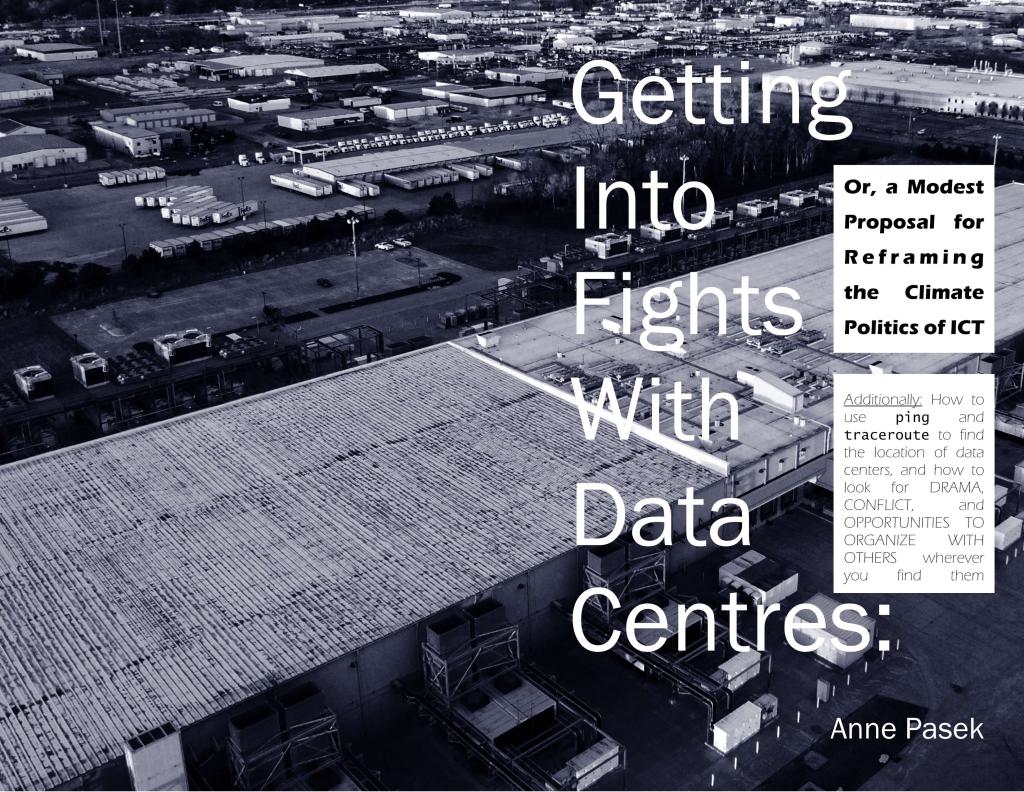 Getting
Into
Fights
With
Data
Centres:
Or, a Modest
Proposal for
Reframing
the Climate
Politics of ICT
Additionally: How to
use ping and
traceroute to find
the location of data
centers, and how to
look for DRAMA,
CONFLICT, and
OPPORTUNITIES TO
ORGANIZE WITH
OTHERS wherever
you find them
Anne Pasek